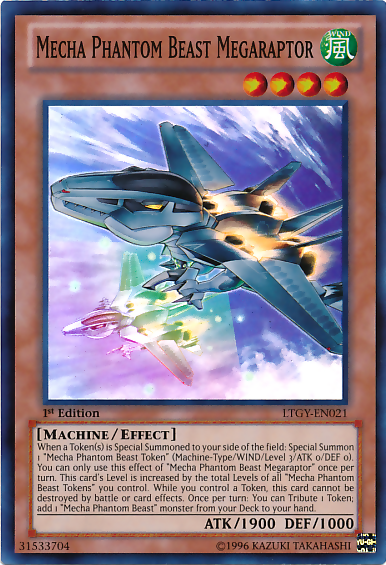 MECHA PHANTOM BEAST MEGARAPTOR
WIND
風
1st Edition
LTGY-EN021
[MACHINE / EFFECT]
When a Token(s) is Special Summoned to your side of the field: Special Summon
1 "Mecha Phantom Beast Token" (Machine-Type/WIND/Level 3/ATK 0/DEF 0).
You can only use this effect of "Mecha Phantom Beast Megaraptor" once per
turn. This card's Level is increased by the total Levels of all "Mecha Phantom
Beast Tokens" you control. While you control a Token, this card cannot be
destroyed by battle or card effects. Once per turn: You can Tribute 1 Token;
add 1 "Mecha Phantom Beast" monster from your Deck to your hand.
ATK/1900 DEF/1000
31533704
©1996 KAZUKI TAKAHASHI